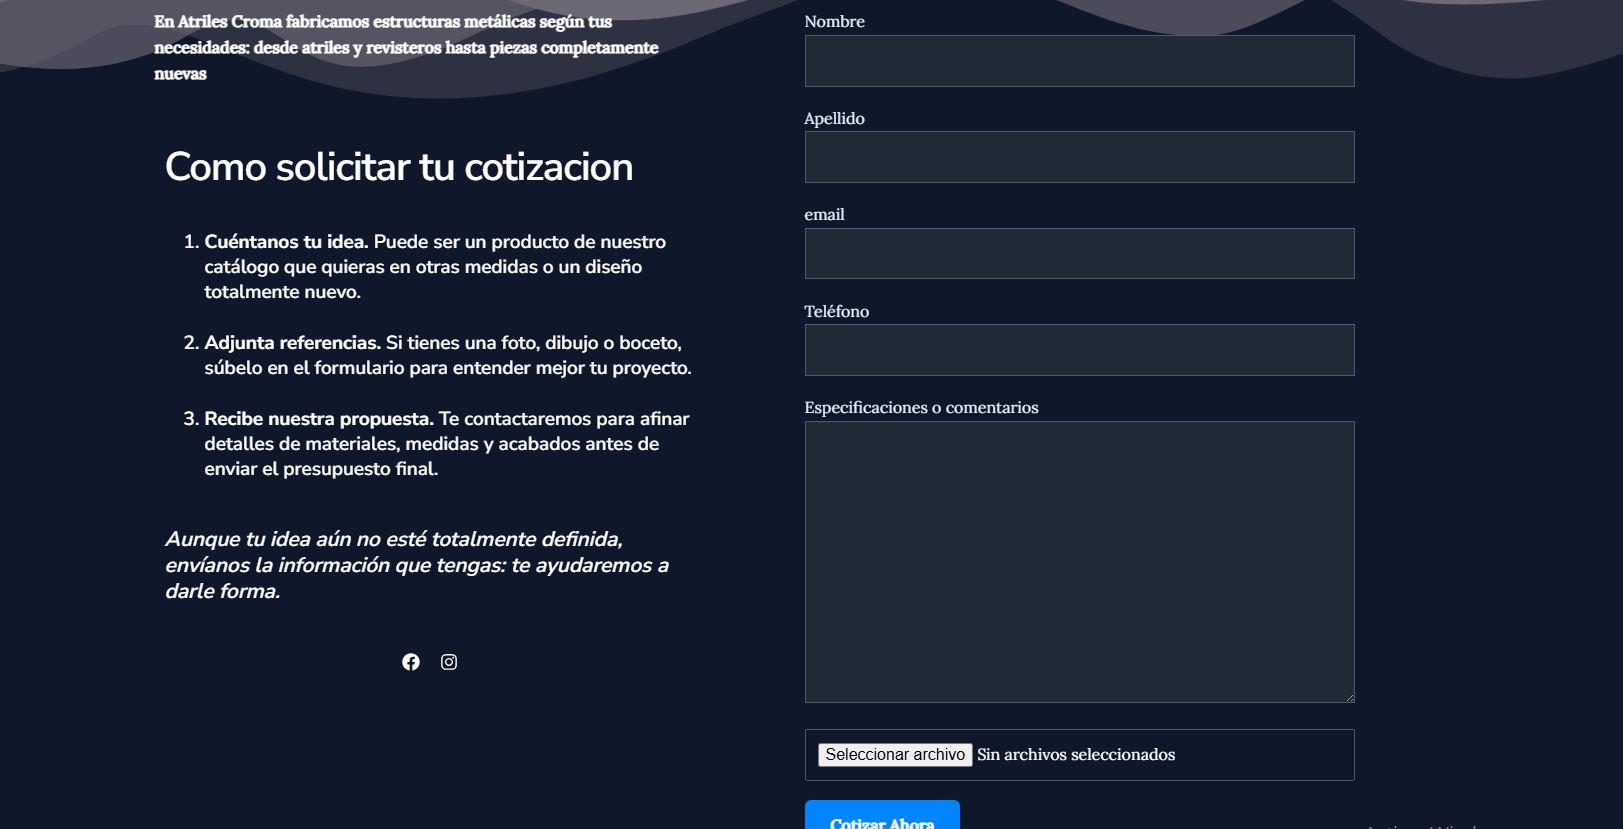 En Atriles Croma fabricamos estructuras metálicas según tus
necesidades: desde atriles y revisteros hasta piezas completamente
nuevas
Como solicitar tu cotizacion
1. Cuéntanos tu idea. Puede ser un producto de nuestro
catálogo que quieras en otras medidas o un diseño
totalmente nuevo.
2. Adjunta referencias. Si tienes una foto, dibujo o boceto,
súbelo en el formulario para entender mejor tu proyecto.
3. Recibe nuestra propuesta. Te contactaremos para afinar
detalles de materiales, medidas y acabados antes de
enviar el presupuesto final.
Aunque tu idea aún no esté totalmente definida,
envíanos la información que tengas: te ayudaremos a
darle forma.
Nombre
Apellido
email
Teléfono
Especificaciones o comentarios
Seleccionar archivo Sin archivos seleccionados
Cotizar Ahora